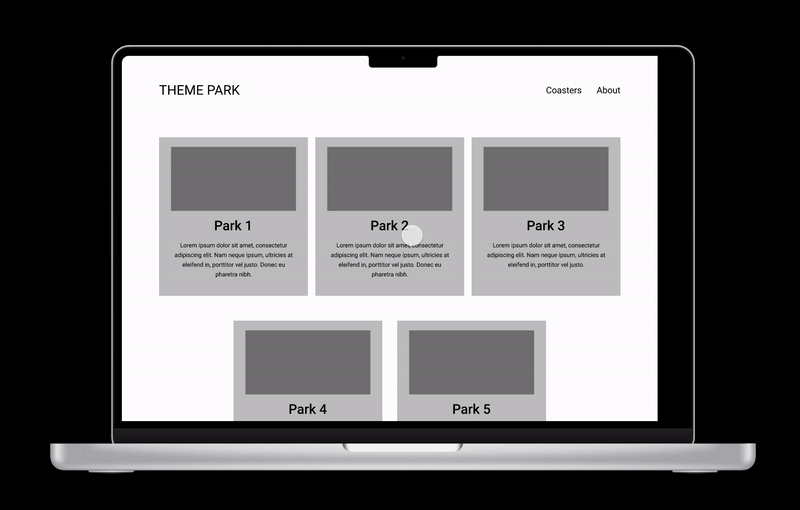 THEME PARK
Coasters About
Park 1
Lorem ipsum dolor sit amet, consectetur
adipiscing elit. Nam neque ipsum, ultricies at
eleifend in, porttitor vel justo. Donec eu
pharetra nibh.
Park 2
Lorem ipsum dolor sit amet, consectetur
adipiscing elit. Nam neque ipsum, ultricies at
eleifend in, porttitor vel justo. Donec eu
pharetra nibh.
Park 3
Lorem ipsum dolor sit amet, consectetur
adipiscing elit. Nam neque ipsum, ultricies at
eleifend in, porttitor vel justo.
Park 4
Park 5